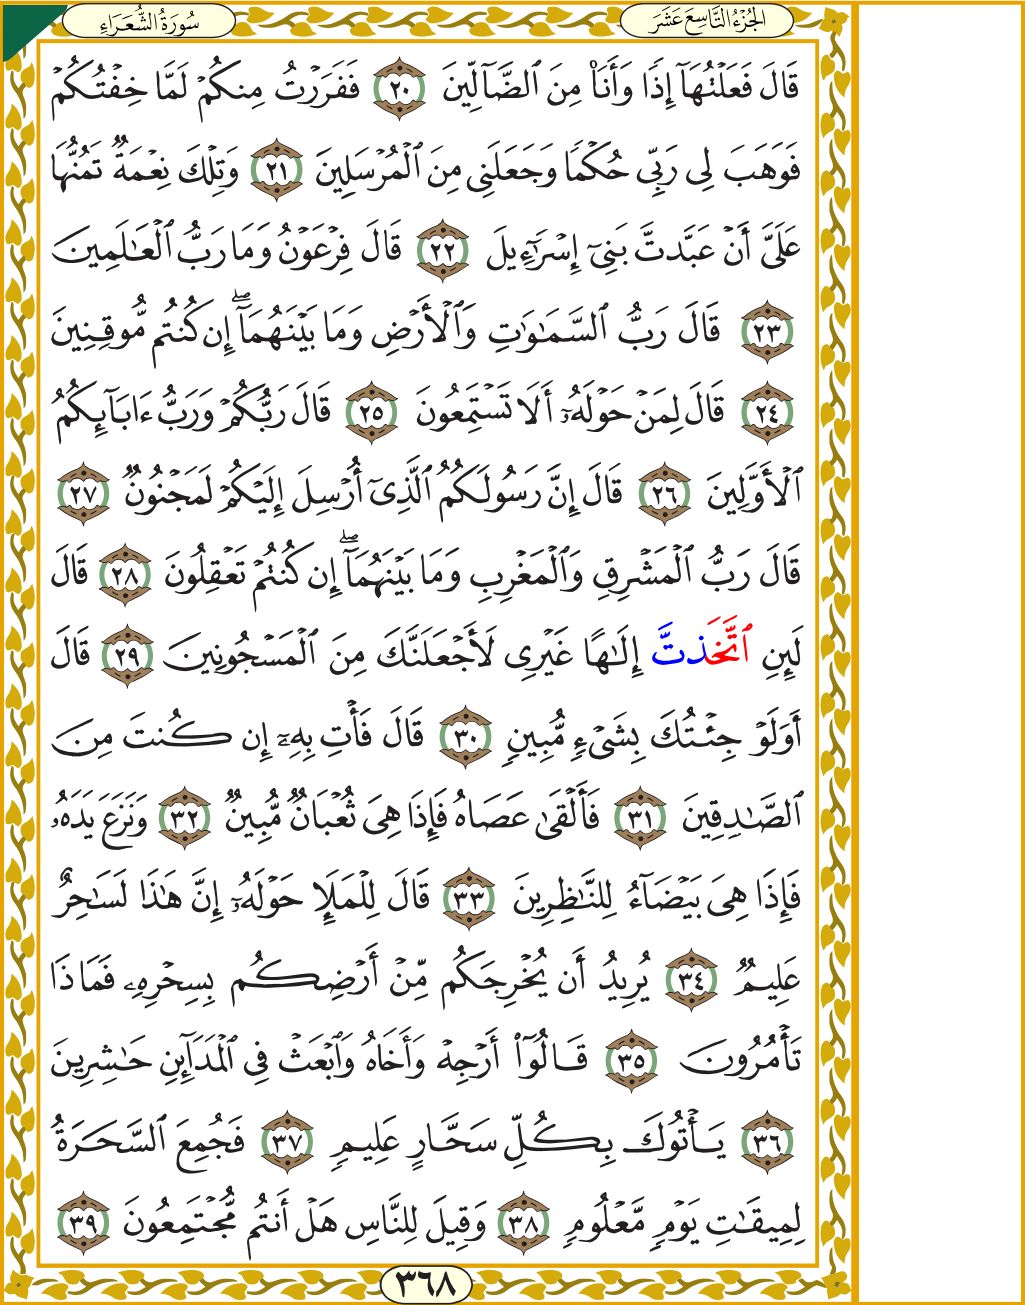 الجُزْءُ التَّاسِعَ عَشَرَ
سُورَةُ الشُّعَرَاءِ
قَالَ فَعَلْتُهَآ إِذًۭا وَأَنَا۠ مِنَ ٱلضَّآلِّينَ ٢٠ فَفَرَرْتُ مِنكُمْ لَمَّا خِفْتُكُمْ
فَوَهَبَ لِى رَبِّى حُكْمًۭا وَجَعَلَنِى مِنَ ٱلْمُرْسَلِينَ ٢١ وَتِلْكَ نِعْمَةٌۭ تَمُنُّهَا
عَلَىَّ أَنْ عَبَّدتَّ بَنِىٓ إِسْرَٰٓءِيلَ ٢٢ قَالَ فِرْعَوْنُ وَمَا رَبُّ ٱلْعَـٰلَمِينَ
٢٣ قَالَ رَبُّ ٱلسَّمَـٰوَٰتِ وَٱلْأَرْضِ وَمَا بَيْنَهُمَآ ۖ إِن كُنتُم مُّوقِنِينَ
٢٤ قَالَ لِمَنْ حَوْلَهُۥٓ أَلَا تَسْتَمِعُونَ ٢٥ قَالَ رَبُّكُمْ وَرَبُّ ءَابَآئِكُمُ
ٱلْأَوَّلِينَ ٢٦ قَالَ إِنَّ رَسُولَكُمُ ٱلَّذِىٓ أُرْسِلَ إِلَيْكُمْ لَمَجْنُونٌۭ ٢٧
قَالَ رَبُّ ٱلْمَشْرِقِ وَٱلْمَغْرِبِ وَمَا بَيْنَهُمَآ ۖ إِن كُنتُمْ تَعْقِلُونَ ٢٨ قَالَ
لَئِنِ ٱتَّخَذتَّ إِلَـٰهًا غَيْرِى لَأَجْعَلَنَّكَ مِنَ ٱلْمَسْجُونِينَ ٢٩ قَالَ
أَوَلَوْ جِئْتُكَ بِشَىْءٍۢ مُّبِينٍۢ ٣٠ قَالَ فَأْتِ بِهِۦٓ إِن كُنتَ مِنَ
ٱلصَّـٰدِقِينَ ٣١ فَأَلْقَىٰ عَصَاهُ فَإِذَا هِىَ ثُعْبَانٌۭ مُّبِينٌۭ ٣٢ وَنَزَعَ يَدَهُۥ
فَإِذَا هِىَ بَيْضَآءُ لِلنَّـٰظِرِينَ ٣٣ قَالَ لِلْمَلَإِ حَوْلَهُۥٓ إِنَّ هَـٰذَا لَسَـٰحِرٌ
عَلِيمٌۭ ٣٤ يُرِيدُ أَن يُخْرِجَكُم مِّنْ أَرْضِكُم بِسِحْرِهِۦ فَمَاذَا
تَأْمُرُونَ ٣٥ قَالُوٓا۟ أَرْجِهْ وَأَخَاهُ وَٱبْعَثْ فِى ٱلْمَدَآئِنِ حَـٰشِرِينَ
٣٦ يَأْتُوكَ بِكُلِّ سَحَّارٍ عَلِيمٍۢ ٣٧ فَجُمِعَ ٱلسَّحَرَةُ
لِمِيقَـٰتِ يَوْمٍۢ مَّعْلُومٍۢ ٣٨ وَقِيلَ لِلنَّاسِ هَلْ أَنتُم مُّجْتَمِعُونَ ٣٩
٣٦٨